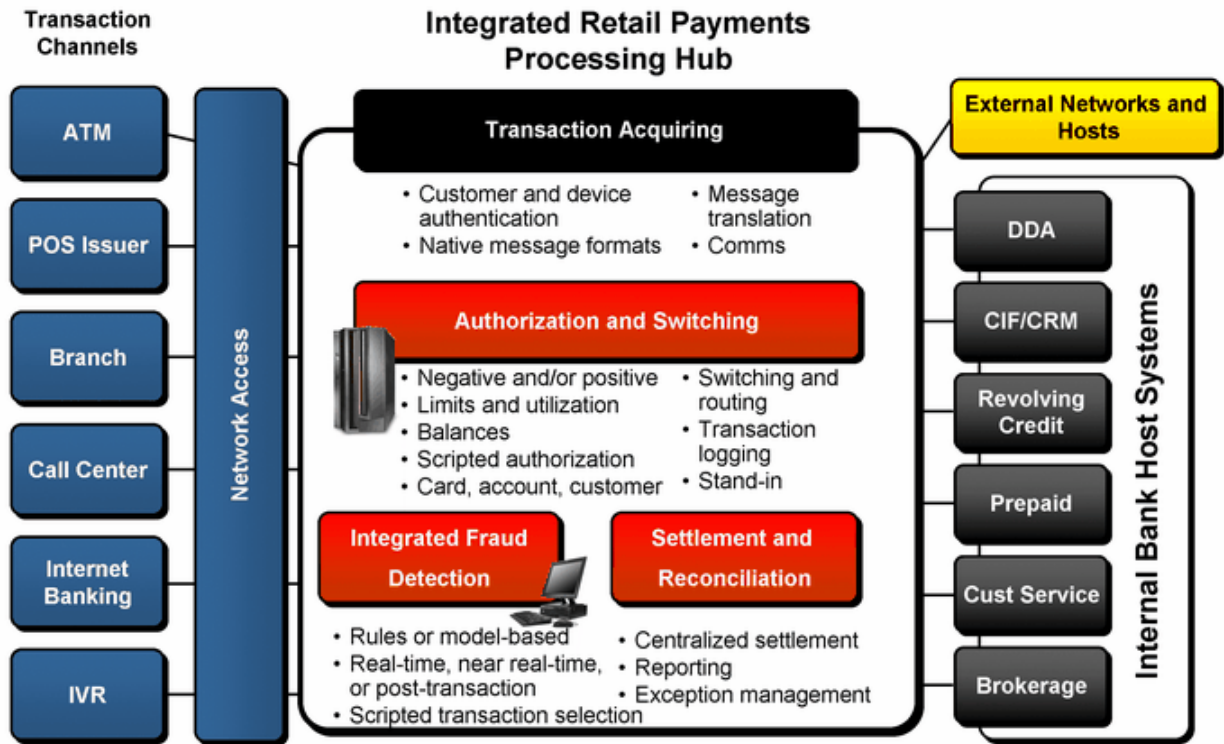 Transaction
Channels
Integrated Retail Payments
Processing Hub
ATM
POS Issuer
Branch
Call Center
Internet
Banking
IVR
Network Access
Transaction Acquiring
• Customer and device
authentication
• Native message formats
• Message
translation
• Comms
Authorization and Switching
• Negative and/or positive
• Limits and utilization
• Balances
• Scripted authorization
• Card, account, customer
• Switching and
routing
• Transaction
logging
• Stand-in
Integrated Fraud
Detection
• Rules or model-based
• Real-time, near real-time,
or post-transaction
• Scripted transaction selection
Settlement and
Reconciliation
• Centralized settlement
• Reporting
• Exception management
External Networks and
Hosts
DDA
CIF/CRM
Revolving
Credit
Prepaid
Cust Service
Brokerage
Internal Bank Host Systems